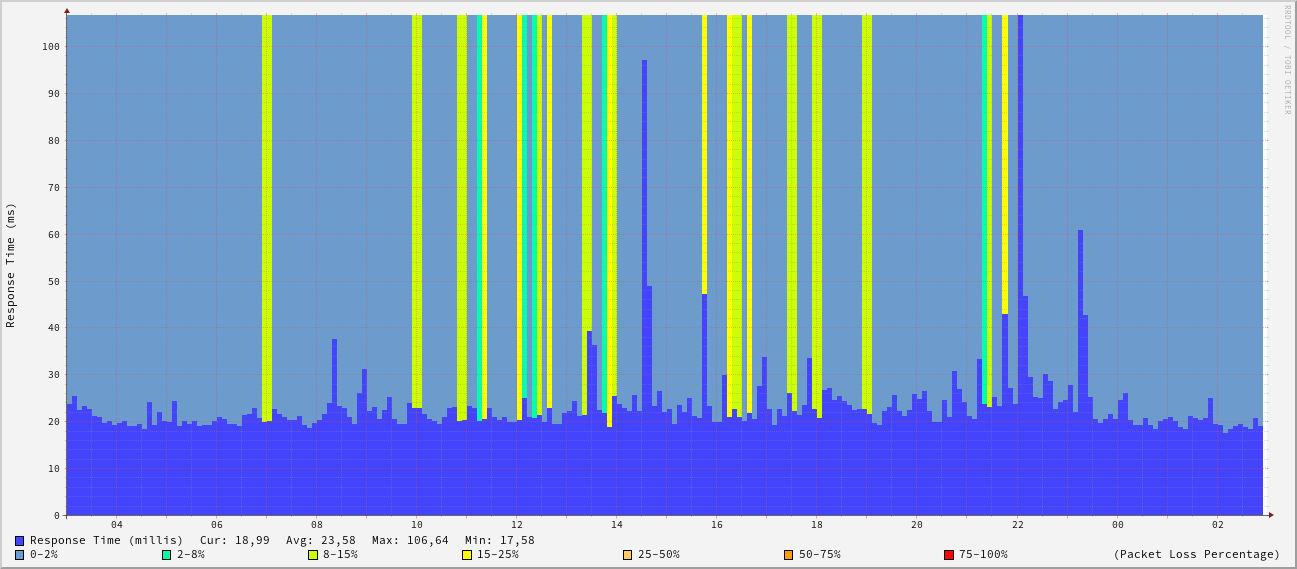 RRDTOOL / TOBI OETIKER
Response Time (ms)
100
90
80
70
60
50
40
30
20
10
0
04 06 08 10 12 14 16 18 20 22 00 02
Response Time (millis) Cur: 18,99 Avg: 23,58 Max: 106,64 Min: 17,58
0-2% 2-8% 8-15% 15-25% 25-50% 50-75% 75-100% (Packet Loss Percentage)